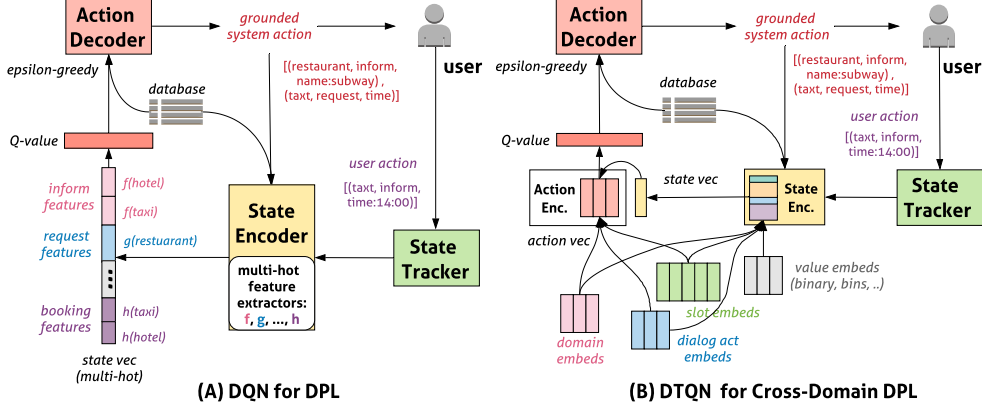 Action
Decoder
epsilon-greedy
grounded
system action
[(restaurant, inform,
name:subway) ,
(taxt, request, time)]
user
database
Q-value
user action
[(taxt, inform,
time:14:00)]
inform
features
f(hotel)
f(taxi)
request
features
g(restuarant)
booking
features
h(taxi)
h(hotel)
state vec
(multi-hot)
State
Encoder
multi-hot
feature
extractors:
f, g, ..., h
State
Tracker
(A) DQN for DPL
Action
Decoder
epsilon-greedy
grounded
system action
[(restaurant, inform,
name:subway) ,
(taxt, request, time)]
user
database
Q-value
user action
[(taxt, inform,
time:14:00)]
Action
Enc.
action vec
state vec
State
Enc.
State
Tracker
value embeds
(binary, bins, ..)
slot embeds
domain
embeds
dialog act
embeds
(B) DTQN for Cross-Domain DPL